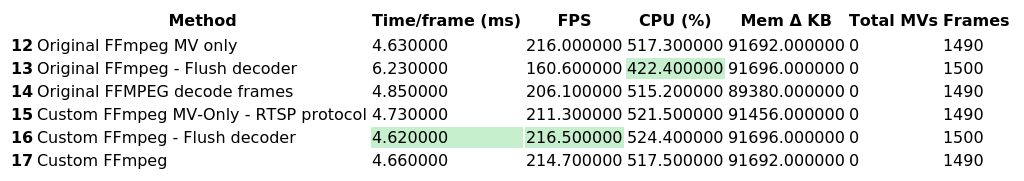 Method Time/frame (ms) FPS CPU (%) Mem Δ KB Total MVs Frames
12 Original FFmpeg MV only 4.630000 216.000000 517.300000 91692.000000 0 1490
13 Original FFmpeg - Flush decoder 6.230000 160.600000 422.400000 91696.000000 0 1500
14 Original FFMPEG decode frames 4.850000 206.100000 515.200000 89380.000000 0 1490
15 Custom FFmpeg MV-Only - RTSP protocol 4.730000 211.300000 521.500000 91456.000000 0 1490
16 Custom FFmpeg - Flush decoder 4.620000 216.500000 524.400000 91696.000000 0 1500
17 Custom FFmpeg 4.660000 214.700000 517.500000 91692.000000 0 1490